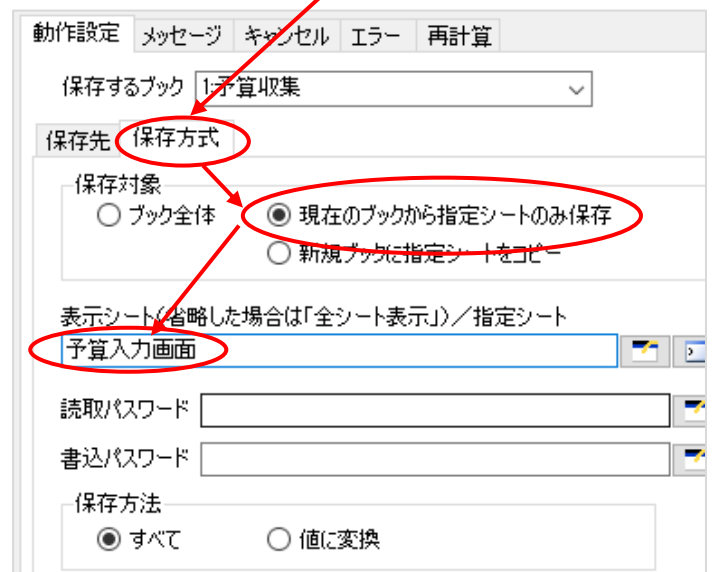 動作設定 メッセージ キャンセル エラー 再計算
保存するブック 1:予算収集
保存先 保存方式
保存対象
ブック全体 現在のブックから指定シートのみ保存
新規ブックに指定シートをコピー
表示シート(省略した場合は「全シート表示」)／指定シート
予算入力画面
読取パスワード
書込パスワード
保存方法
すべて 値に変換